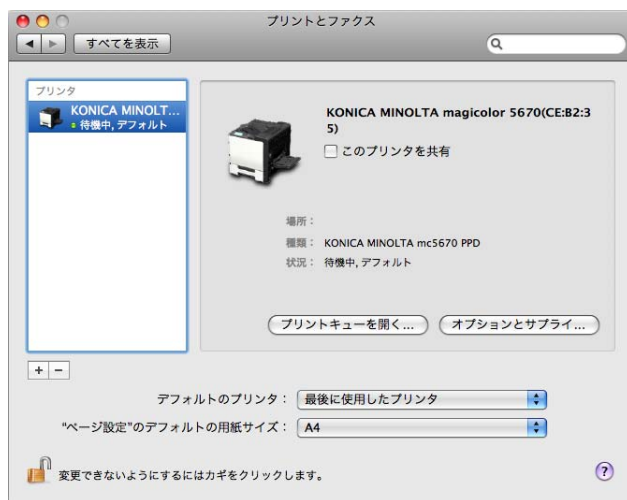 プリントとファクス
すべてを表示
プリンタ
KONICA MINOLT...
待機中, デフォルト
KONICA MINOLTA magicolor 5670(CE:B2:3
5)
このプリンタを共有
場所：
種類： KONICA MINOLTA mc5670 PPD
状況： 待機中, デフォルト
プリントキューを開く... オプションとサプライ...
+ −
デフォルトのプリンタ： 最後に使用したプリンタ
"ページ設定"のデフォルトの用紙サイズ： A4
変更できないようにするにはカギをクリックします。 ?